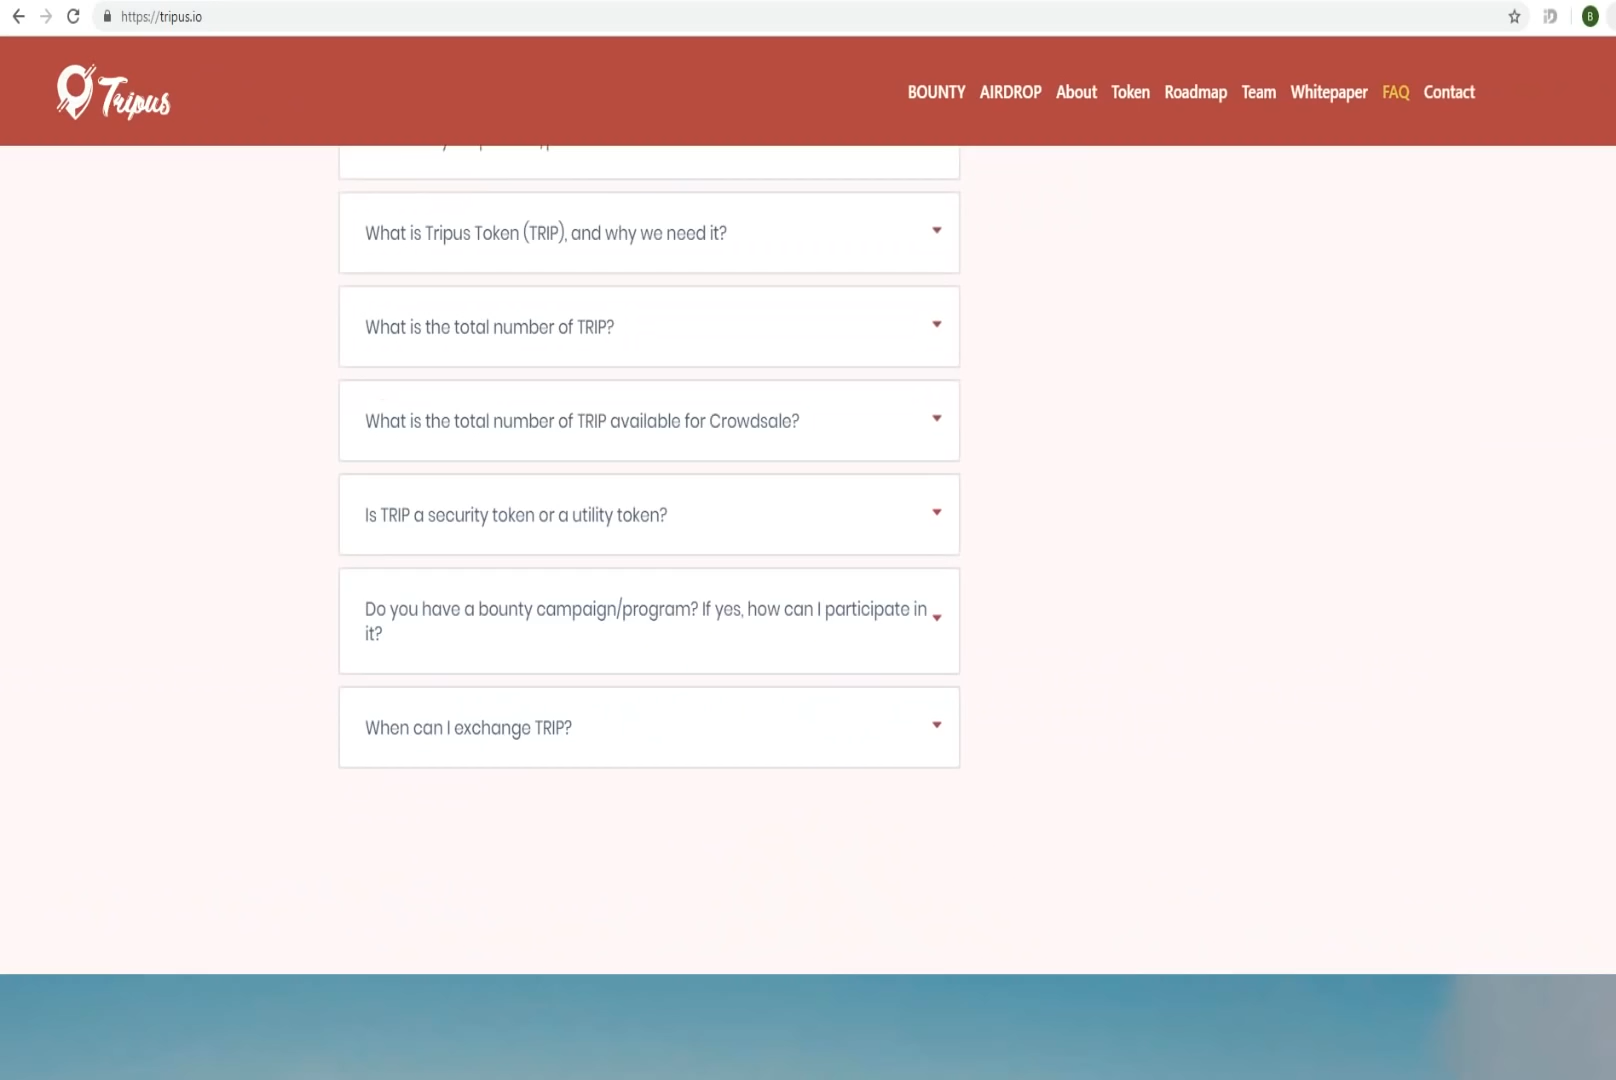 https://tripus.io
B
Tripus
BOUNTY AIRDROP About Token Roadmap Team Whitepaper FAQ Contact
What is Tripus Token (TRIP), and why we need it?
What is the total number of TRIP?
What is the total number of TRIP available for Crowdsale?
Is TRIP a security token or a utility token?
Do you have a bounty campaign/program? If yes, how can I participate in
it?
When can I exchange TRIP?